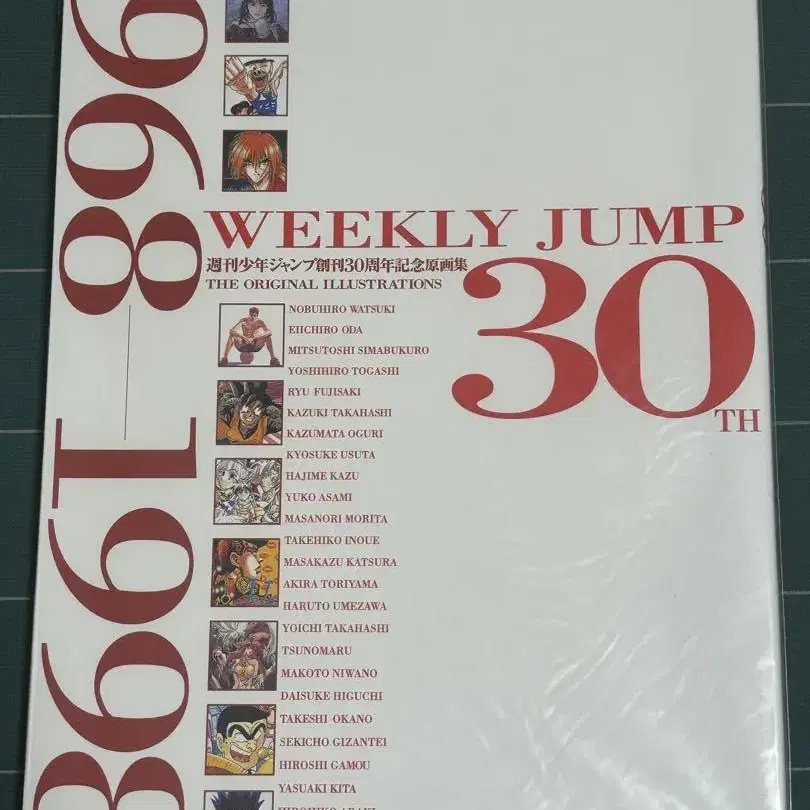 968—1998
WEEKLY JUMP
週刊少年ジャンプ創刊30周年記念原画集
THE ORIGINAL ILLUSTRATIONS
30TH
NOBUHIRO WATSUKI
EIICHIRO ODA
MITSUTOSHI SIMABUKURO
YOSHIHIRO TOGASHI
RYU FUJISAKI
KAZUKI TAKAHASHI
KAZUMATA OGURI
KYOSUKE USUTA
HAJIME KAZU
YUKO ASAMI
MASANORI MORITA
TAKEHIKO INOUE
MASAKAZU KATSURA
AKIRA TORIYAMA
HARUTO UMEZAWA
YOICHI TAKAHASHI
TSUNOMARU
MAKOTO NIWANO
DAISUKE HIGUCHI
TAKESHI OKANO
SEKICHO GIZANTEI
HIROSHI GAMOU
YASUAKI KITA